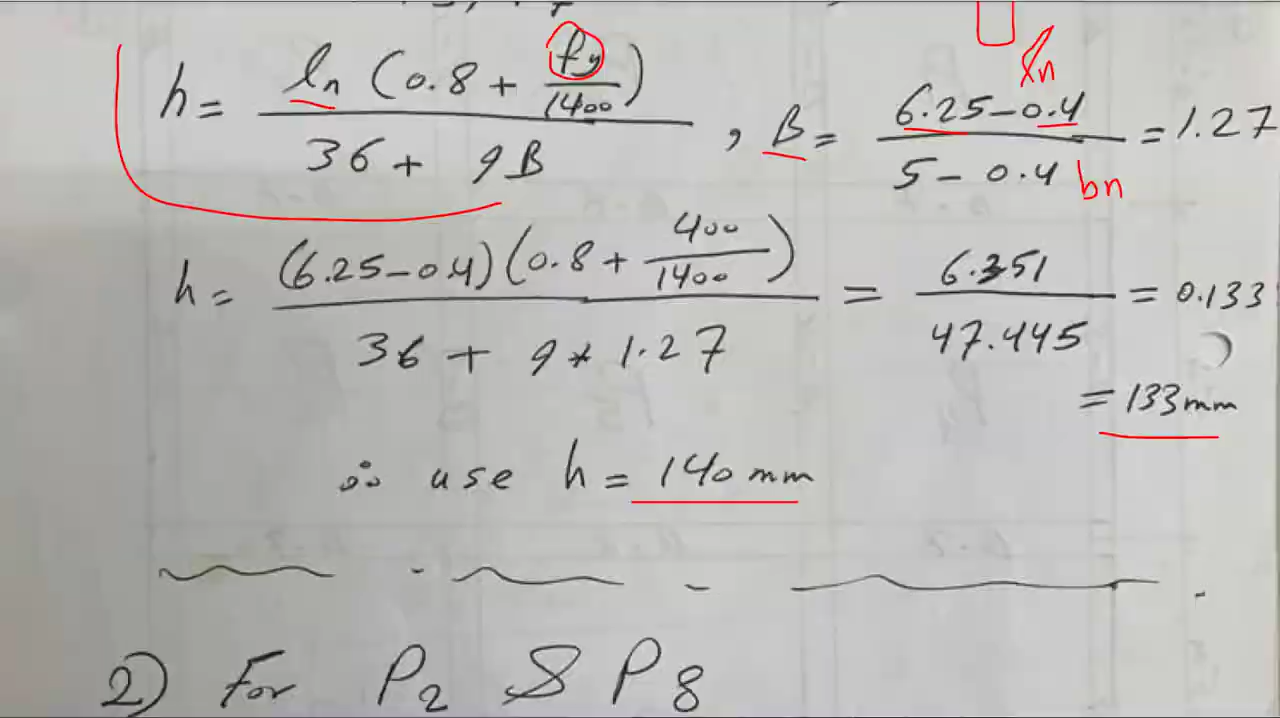 h = ln (0.8 + fy/1400) / 36 + 9B , B = 6.25-0.4 / 5-0.4 = 1.27
ln
bn
h = (6.25-0.4)(0.8 + 400/1400) / 36 + 9*1.27 = 6.351 / 47.445 = 0.133
= 133mm
∴ use h = 140 mm
2) For P2 & P8